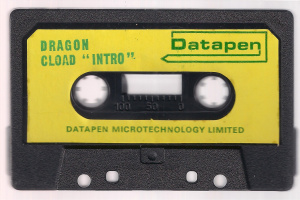 DRAGON
CLOAD "INTRO"
Datapen
100 50 0
DATAPEN MICROTECHNOLOGY LIMITED